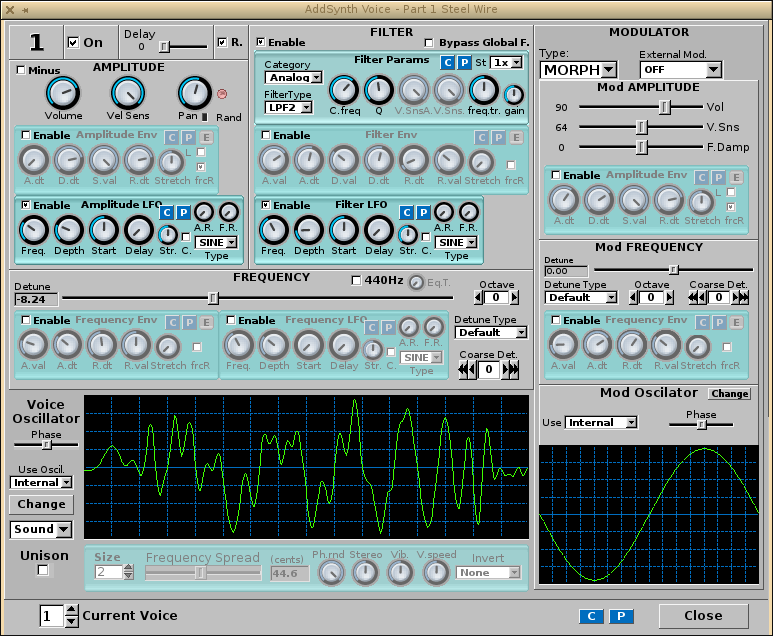 AddSynth Voice - Part 1 Steel Wire
1
On
Delay
0
R.
Minus
AMPLITUDE
Volume
Vel Sens
Pan
Rand
Enable
Amplitude Env
C
P
E
A.dt
D.dt
S.val
R.dt
Stretch
L
frcR
Enable
Amplitude LFO
C
P
A.R.
F.R.
Freq.
Depth
Start
Delay
Str.
C.
SINE
Type
FILTER
Enable
Bypass Global F.
Category
Analog
Filter Params
C
P
St
1x
FilterType
LPF2
C.freq
Q
V.SnsA.
V.Sns
freq.tr.
gain
Enable
Filter Env
C
P
E
A.val
A.dt
D.val
D.dt
R.dt
R.val
Stretch
frcR
Enable
Filter LFO
C
P
A.R.
F.R.
Freq.
Depth
Start
Delay
Str.
C.
SINE
Type
FREQUENCY
Detune
-8.24
440Hz
Eq.T.
Octave
0
Enable
Frequency Env
C
P
E
A.val
A.dt
R.dt
R.val
Stretch
frcR
Enable
Frequency LFO
C
P
A.R.
F.R.
Freq.
Depth
Start
Delay
Str.
C.
SINE
Type
Detune Type
Default
Coarse Det.
0
MODULATOR
Type:
MORPH
External Mod.
OFF
Mod AMPLITUDE
90
Vol
64
V.Sns
0
F.Damp
Enable
Amplitude Env
C
P
E
A.dt
D.dt
S.val
R.dt
Stretch
L
frcR
Mod FREQUENCY
Detune
0.00
Detune Type
Default
Octave
0
Coarse Det.
0
Enable
Frequency Env
C
P
E
A.val
A.dt
R.dt
R.val
Stretch
frcR
Mod Oscilator
Change
Use
Internal
Phase
Voice
Oscillator
Phase
Use Oscil.
Internal
Change
Sound
Unison
Size
2
Frequency Spread
(cents)
44.6
Ph.rnd
Stereo
Vib.
V.speed
Invert
None
1
Current Voice
C
P
Close